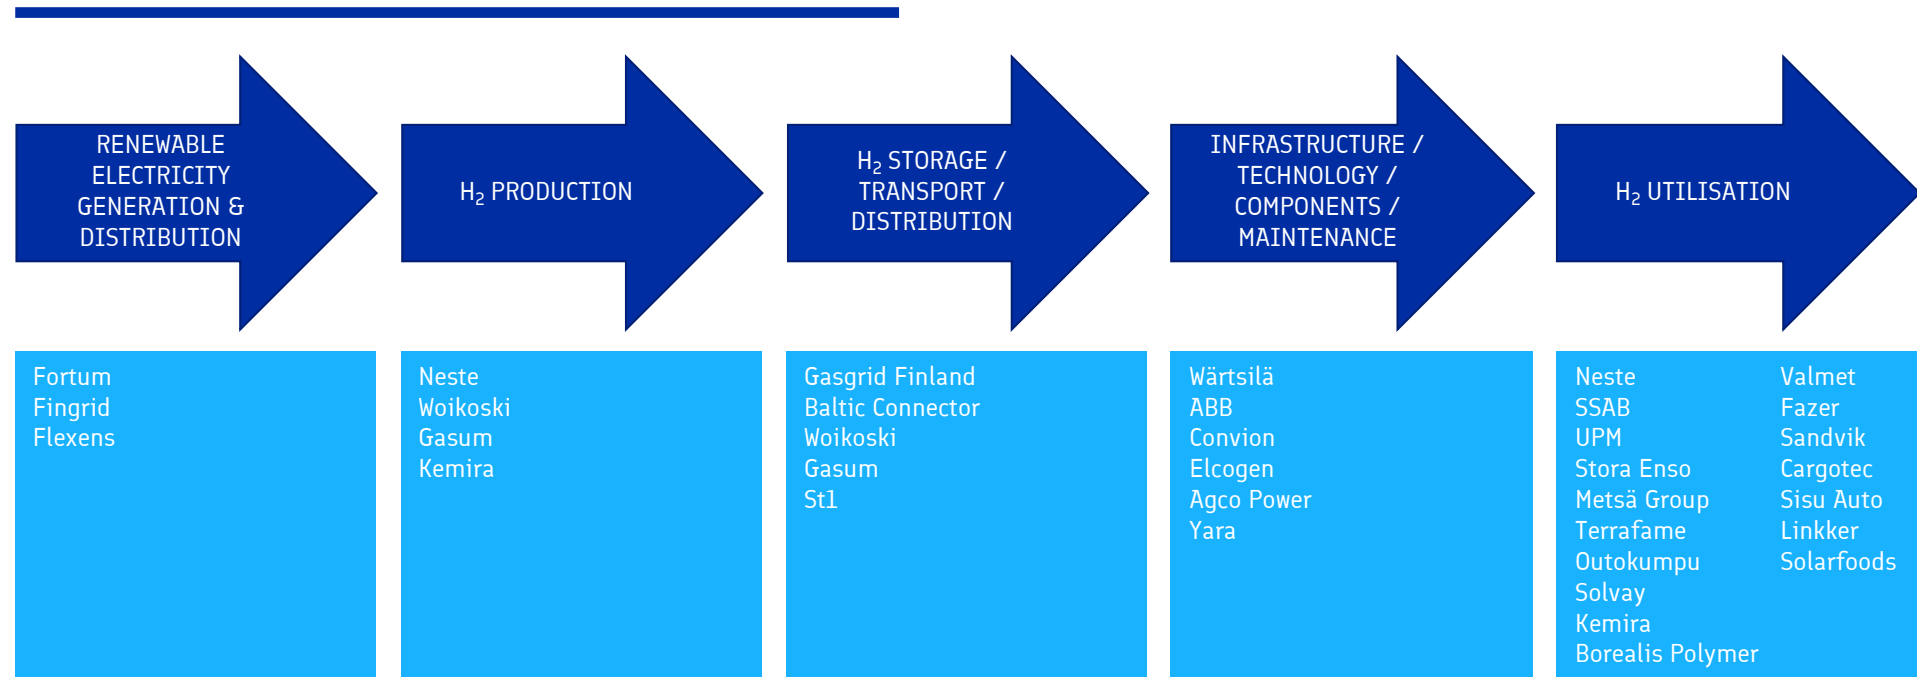 RENEWABLE
ELECTRICITY
GENERATION &
DISTRIBUTION
H₂ PRODUCTION
H₂ STORAGE /
TRANSPORT /
DISTRIBUTION
INFRASTRUCTURE /
TECHNOLOGY /
COMPONENTS /
MAINTENANCE
H₂ UTILISATION
Fortum
Fingrid
Flexens
Neste
Woikoski
Gasum
Kemira
Gasgrid Finland
Baltic Connector
Woikoski
Gasum
St1
Wärtsilä
ABB
Convion
Elcogen
Agco Power
Yara
Neste
SSAB
UPM
Stora Enso
Metsä Group
Terrafame
Outokumpu
Solvay
Kemira
Borealis Polymer
Valmet
Fazer
Sandvik
Cargotec
Sisu Auto
Linkker
Solarfoods